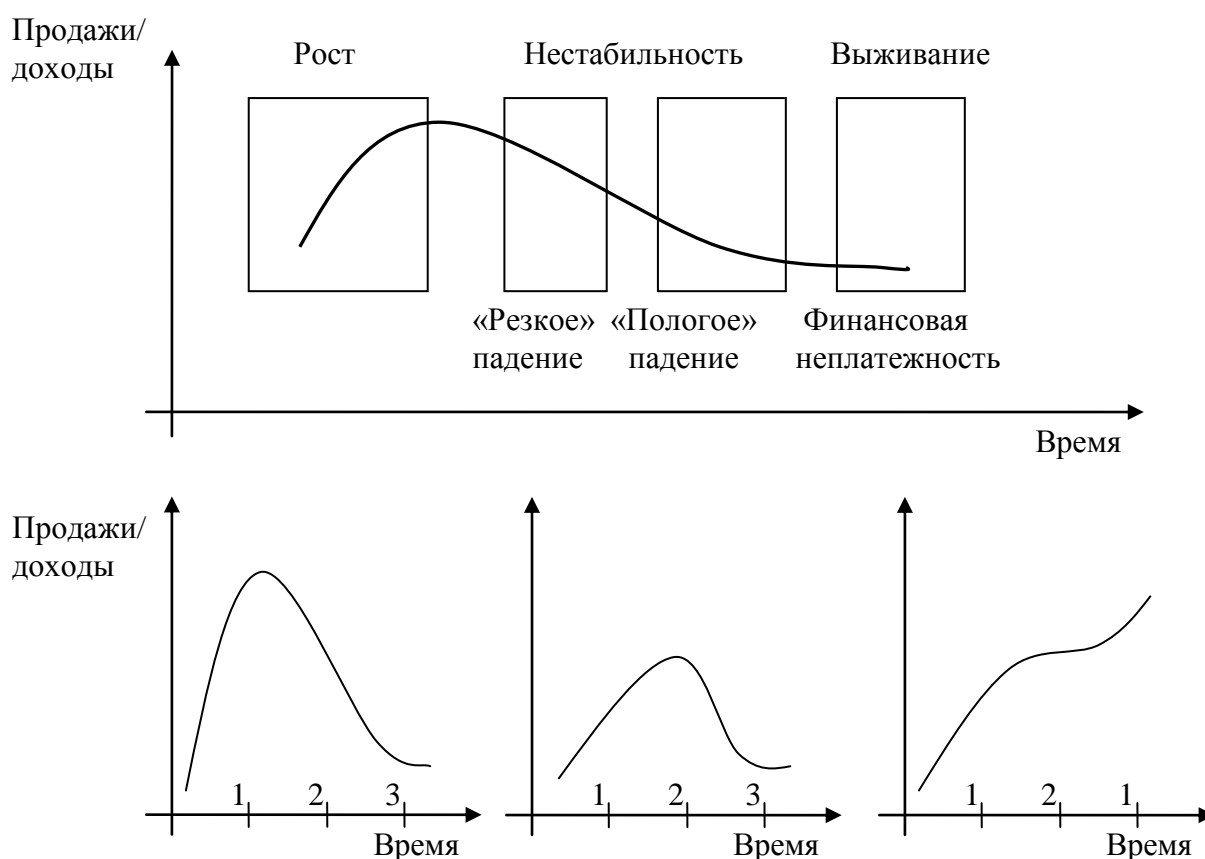 Продажи/
доходы
Рост
Нестабильность
Выживание
«Резкое»
падение
«Пологое»
падение
Финансовая
неплатежность
Время
Продажи/
доходы
1 2 3
Время
1 2 3
Время
1 2 1
Время